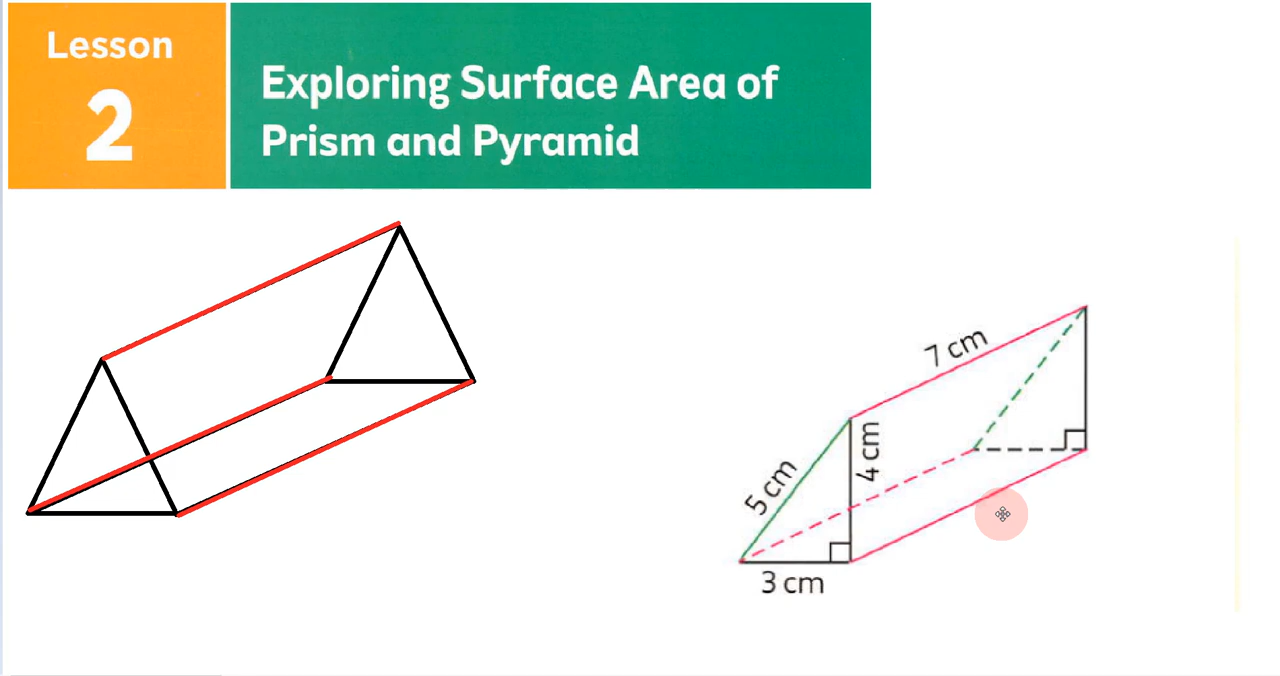 Lesson
2
Exploring Surface Area of
Prism and Pyramid
7 cm
4 cm
5 cm
3 cm